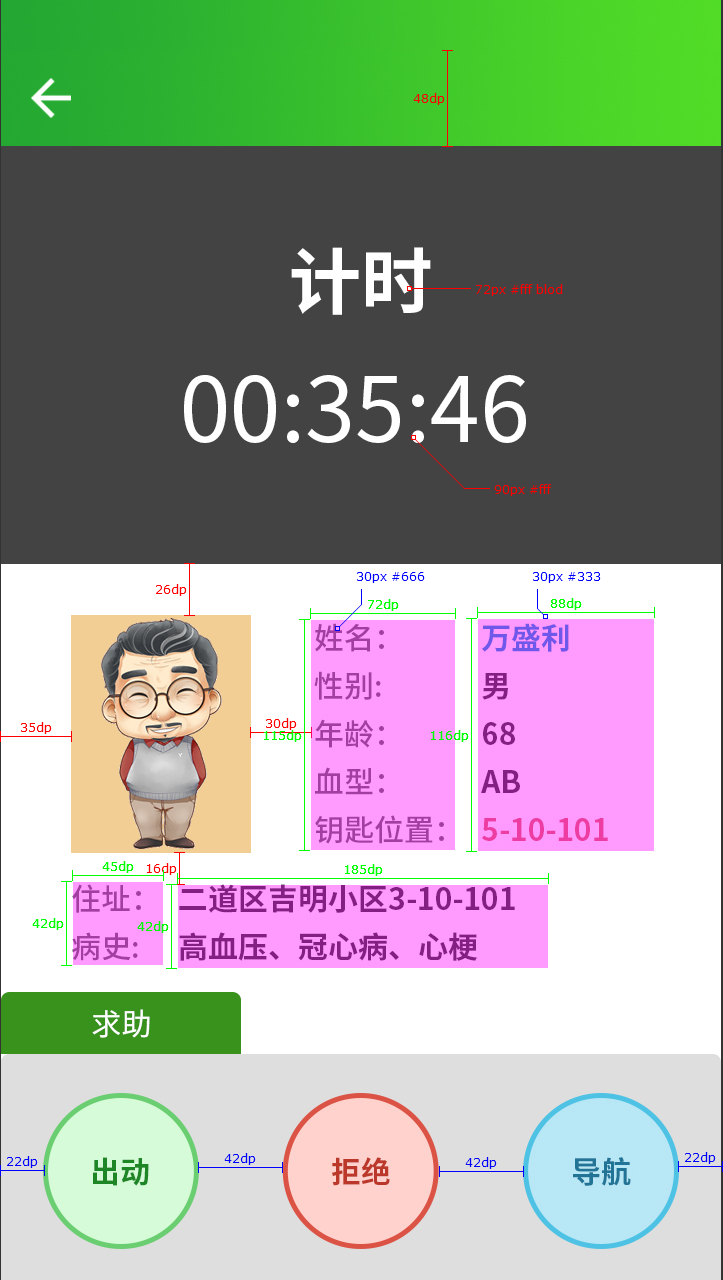 48dp
计时
72px #fff blod
00:35:46
90px #fff
26dp
30px #666
30px #333
72dp
88dp
姓名：
万盛利
性别:
男
35dp
30dp
115dp
年龄：
116dp
68
血型：
AB
钥匙位置：
5-10-101
45dp
16dp
185dp
住址：
二道区吉明小区3-10-101
42dp
42dp
病史:
高血压、冠心病、心梗
求助
22dp
出动
42dp
拒绝
42dp
导航
22dp